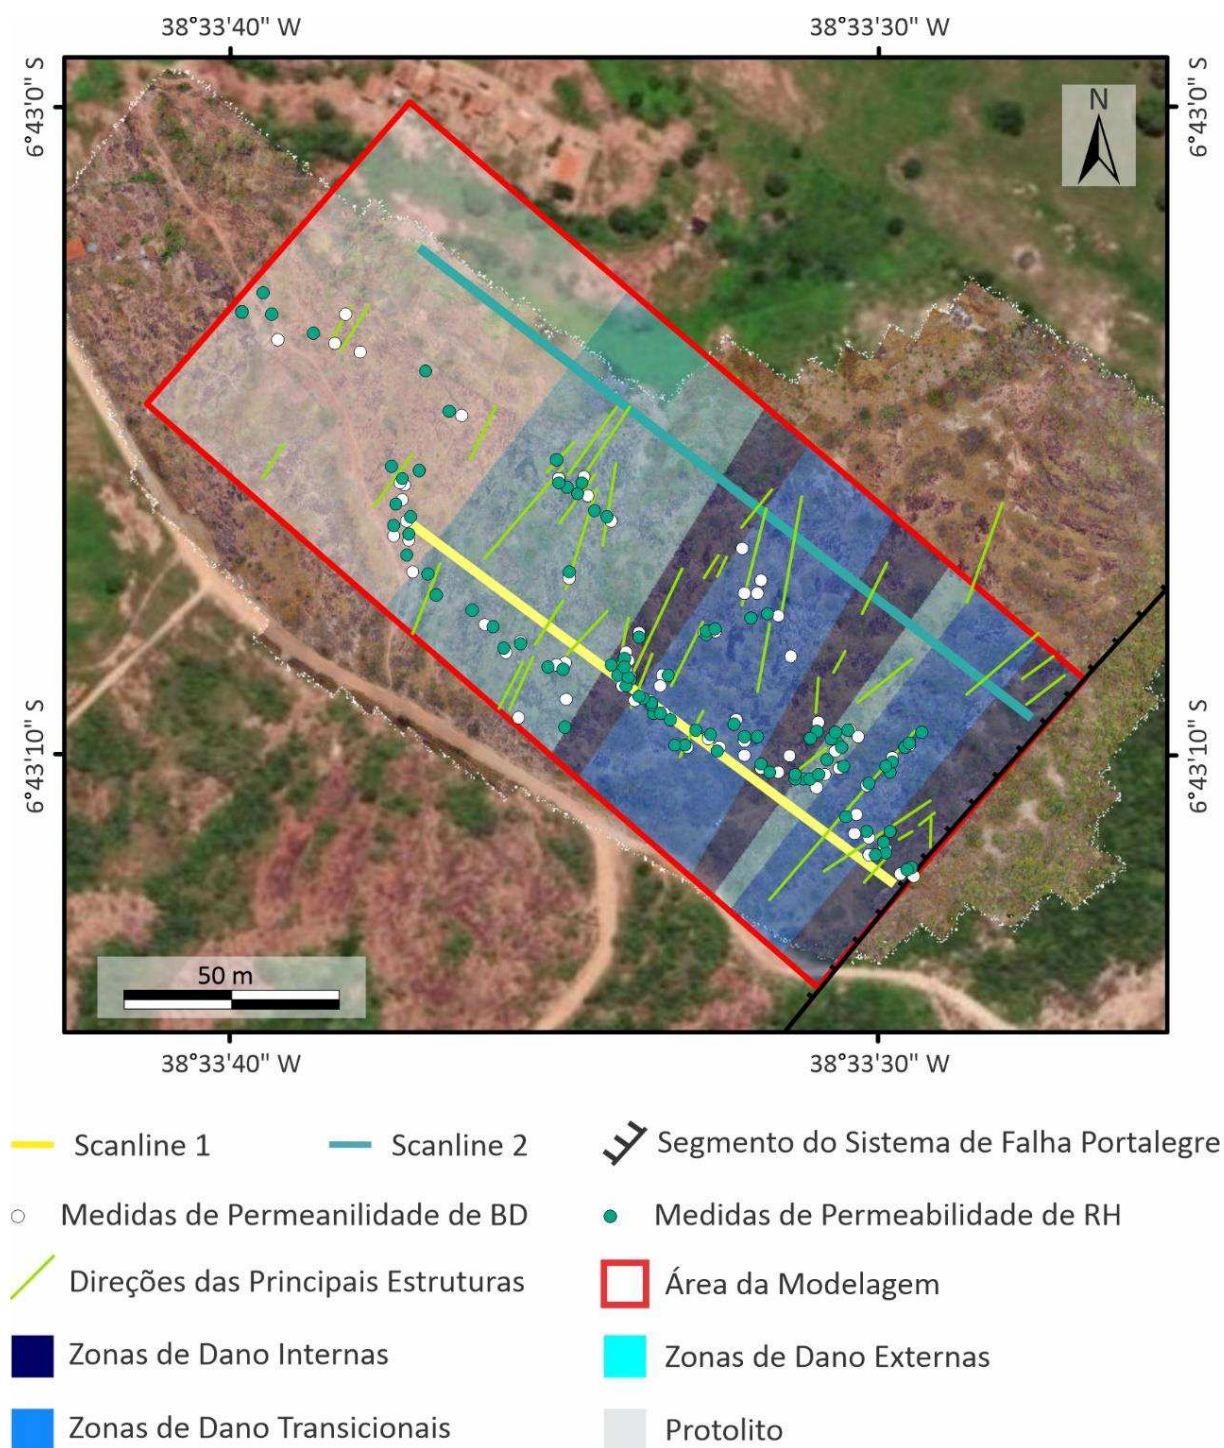 38°33'40" W 38°33'30" W
6°43'0" S 6°43'0" S
N
6°43'10" S 6°43'10" S
50 m
38°33'40" W 38°33'30" W
Scanline 1 Scanline 2 Segmento do Sistema de Falha Portalegre
Medidas de Permeanilidade de BD Medidas de Permeabilidade de RH
Direções das Principais Estruturas Área da Modelagem
Zonas de Dano Internas Zonas de Dano Externas
Zonas de Dano Transicionais Protolito